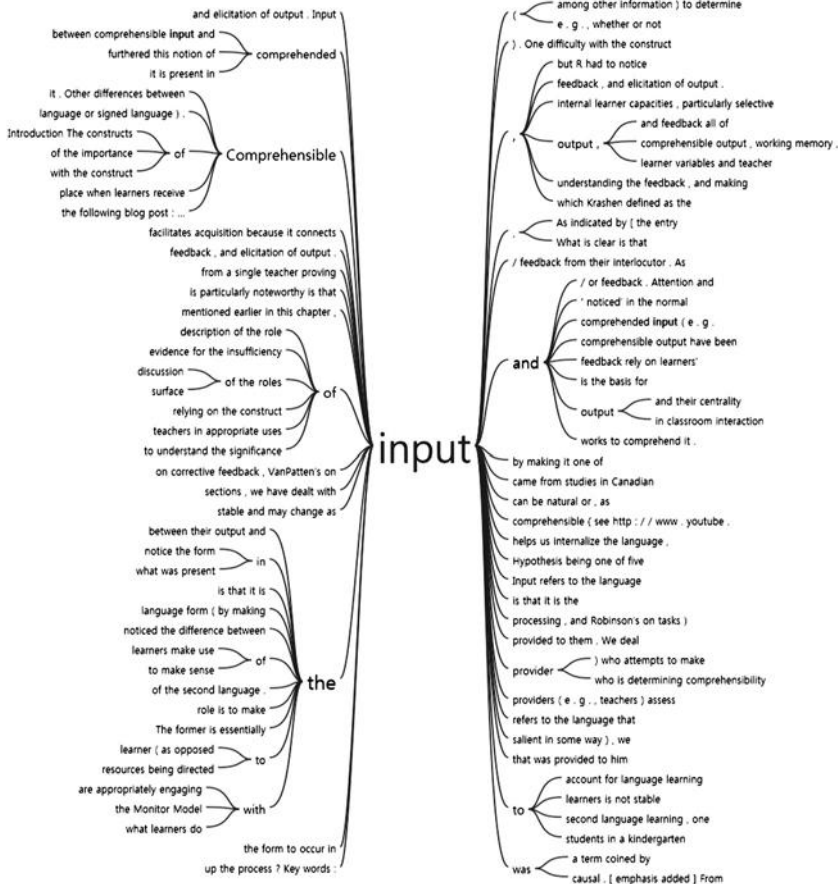 and elicitation of output . Input
between comprehensible input and
furthered this notion of
it is present in
comprehended
it . Other differences between
language or signed language ) .
Introduction The constructs
of the importance
with the construct
of
place when learners receive
the following blog post : ...
Comprehensible
facilitates acquisition because it connects
feedback , and elicitation of output .
from a single teacher proving
is particularly noteworthy is that
mentioned earlier in this chapter ,
description of the role
evidence for the insufficiency
discussion
surface
of the roles
relying on the construct
teachers in appropriate uses
to understand the significance
of
on corrective feedback , VanPatten's on
sections , we have dealt with
stable and may change as
between their output and
notice the form
what was present
in
is that it is
language form ( by making
noticed the difference between
learners make use
to make sense
of
of the second language .
role is to make
The former is essentially
learner ( as opposed
resources being directed
to
are appropriately engaging
the Monitor Model
what learners do
with
the
the form to occur in
up the process ? Key words :
input
(
among other information ) to determine
e . g . , whether or not
) . One difficulty with the construct
,
but R had to notice
feedback , and elicitation of output .
internal learner capacities , particularly selective
output ,
and feedback all of
comprehensible output , working memory ,
learner variables and teacher
understanding the feedback , and making
which Krashen defined as the
.
As indicated by [ the entry
What is clear is that
/ feedback from their interlocutor . As
and
/ or feedback . Attention and
' noticed' in the normal
comprehended input ( e . g .
comprehensible output have been
feedback rely on learners'
is the basis for
output
and their centrality
in classroom interaction
works to comprehend it .
by making it one of
came from studies in Canadian
can be natural or , as
comprehensible ( see http : / / www . youtube .
helps us internalize the language ,
Hypothesis being one of five
Input refers to the language
is that it is the
processing , and Robinson's on tasks )
provided to them . We deal
provider
) who attempts to make
who is determining comprehensibility
providers ( e . g . , teachers ) assess
refers to the language that
salient in some way ) , we
that was provided to him
to
account for language learning
learners is not stable
second language learning , one
students in a kindergarten
was
a term coined by
causal . [ emphasis added ] From